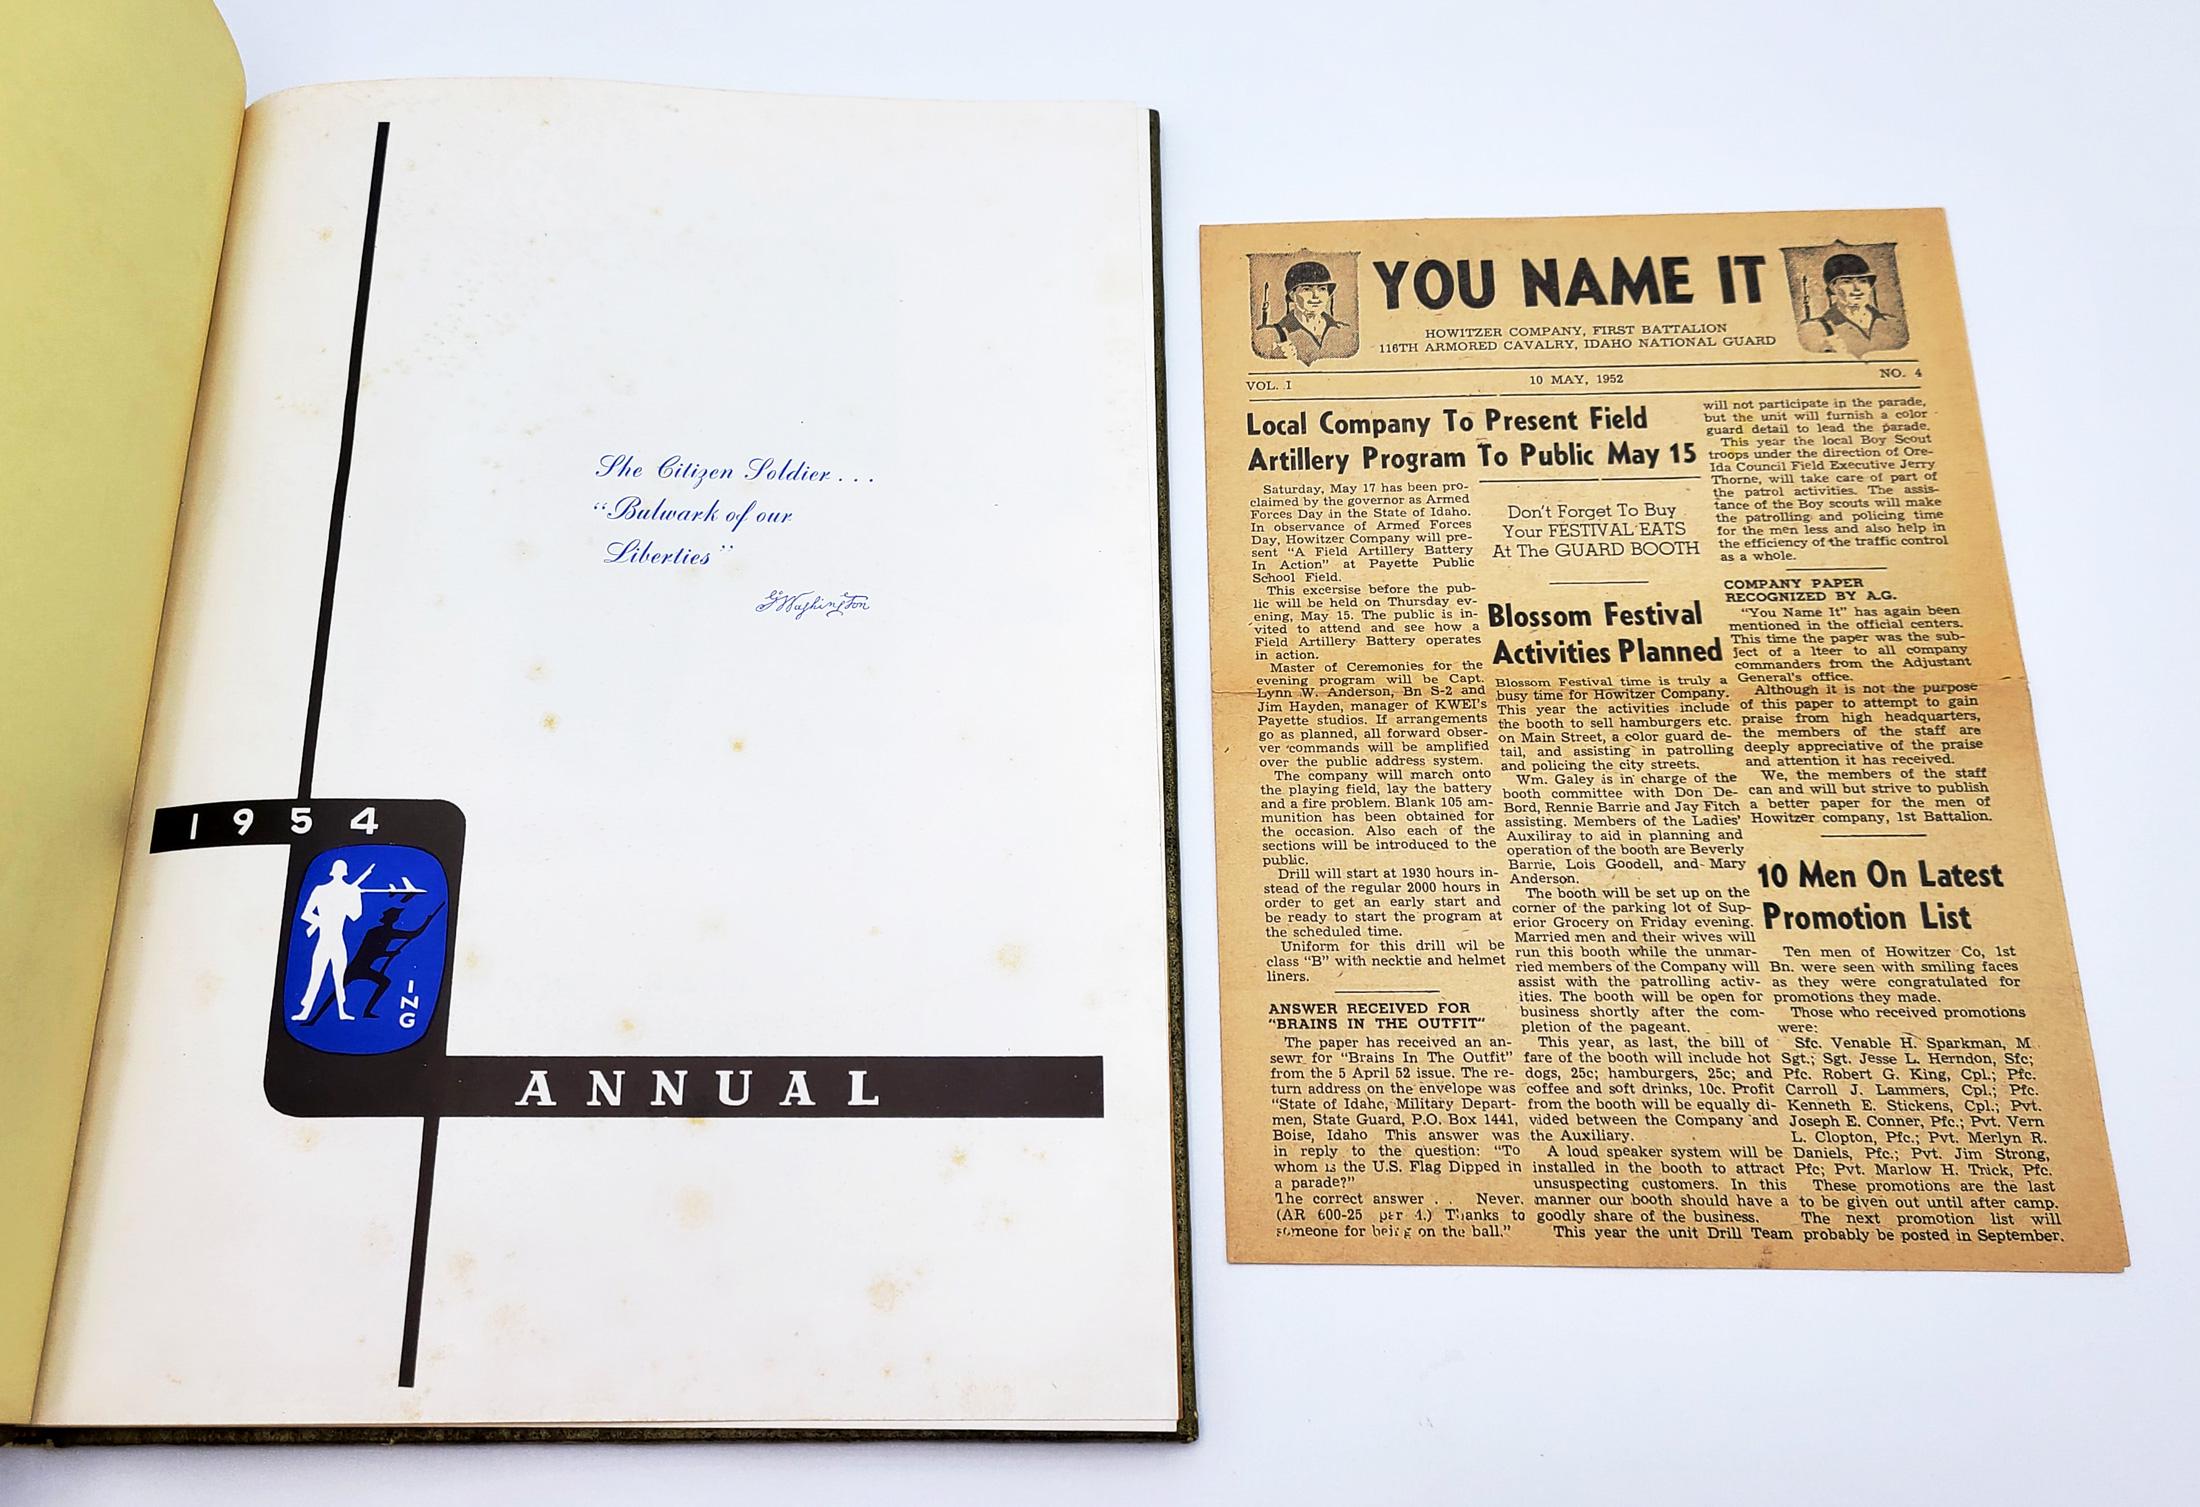 The Citizen Soldier . . .
“Bulwark of our
Liberties”
GWashington
1954
ING
ANNUAL
YOU NAME IT
HOWITZER COMPANY, FIRST BATTALION
116TH ARMORED CAVALRY, IDAHO NATIONAL GUARD
VOL. I
10 MAY, 1952
NO. 4
Local Company To Present Field
Artillery Program To Public May 15
Saturday, May 17 has been pro-
claimed by the governor as Armed
Forces Day in the State of Idaho.
In observance of Armed Forces
Day, Howitzer Company will pre-
sent "A Field Artillery Battery
In Action" at Payette Public
School Field.
This excersise before the pub-
lic will be held on Thursday ev-
ening, May 15. The public is in-
vited to attend and see how a
Field Artillery Battery operates
in action.
Master of Ceremonies for the
evening program will be Capt.
Lynn W. Anderson, Bn S-2 and
Jim Hayden, manager of KWEI's
Payette studios. If arrangements
go as planned, all forward obser-
ver commands will be amplified
over the public address system.
The company will march onto
the playing field, lay the battery
and a fire problem. Blank 105 am-
munition has been obtained for
the occasion. Also each of the
sections will be introduced to the
public.
Drill will start at 1930 hours in-
stead of the regular 2000 hours in
order to get an early start and
be ready to start the program at
the scheduled time.
Uniform for this drill wil be
class "B" with necktie and helmet
liners.
ANSWER RECEIVED FOR
"BRAINS IN THE OUTFIT"
The paper has received an an-
sewr for "Brains In The Outfit"
from the 5 April 52 issue. The re-
turn address on the envelope was
"State of Idaho, Military Depart-
men, State Guard, P.O. Box 1441,
Boise, Idaho This answer was
in reply to the question: "To
whom is the U.S. Flag Dipped in
a parade?"
The correct answer . . Never.
(AR 600-25 par 4.) Thanks to
someone for being on the ball."
Don't Forget To Buy
Your FESTIVAL EATS
At The GUARD BOOTH
Blossom Festival
Activities Planned
Blossom Festival time is truly a
busy time for Howitzer Company.
This year the activities include
the booth to sell hamburgers etc.
on Main Street, a color guard de-
tail, and assisting in patrolling
and policing the city streets.
Wm. Galey is in charge of the
booth committee with Don De-
Bord, Rennie Barrie and Jay Fitch
assisting. Members of the Ladies'
Auxiliray to aid in planning and
operation of the booth are Beverly
Barrie, Lois Goodell, and Mary
Anderson.
The booth will be set up on the
corner of the parking lot of Sup-
erior Grocery on Friday evening.
Married men and their wives will
run this booth while the unmar-
ried members of the Company will
assist with the patrolling activ-
ities. The booth will be open for
business shortly after the com-
pletion of the pageant.
This year, as last, the bill of
fare of the booth will include hot
dogs, 25c; hamburgers, 25c; and
coffee and soft drinks, 10c. Profit
from the booth will be equally di-
vided between the Company and
the Auxiliary.
A loud speaker system will be
installed in the booth to attract
unsuspecting customers. In this
manner our booth should have a
goodly share of the business.
This year the unit Drill Team
will not participate in the parade,
but the unit will furnish a color
guard detail to lead the parade.
This year the local Boy Scout
troops under the direction of Ore-
Ida Council Field Executive Jerry
Thorne, will take care of part of
the patrol activities. The assis-
tance of the Boy scouts will make
the patrolling and policing time
for the men less and also help in
the efficiency of the traffic control
as a whole.
COMPANY PAPER
RECOGNIZED BY A.G.
"You Name It" has again been
mentioned in the official centers.
This time the paper was the sub-
ject of a lteer to all company
commanders from the Adjustant
General's office.
Although it is not the purpose
of this paper to attempt to gain
praise from high headquarters,
the members of the staff are
deeply appreciative of the praise
and attention it has received.
We, the members of the staff
can and will but strive to publish
a better paper for the men of
Howitzer company, 1st Battalion.
10 Men On Latest
Promotion List
Ten men of Howitzer Co, 1st
Bn. were seen with smiling faces
as they were congratulated for
promotions they made.
Those who received promotions
were:
Sfc. Venable H. Sparkman, M
Sgt.; Sgt. Jesse L. Herndon, Sfc;
Pfc. Robert G. King, Cpl.; Pfc.
Carroll J. Lammers, Cpl.; Pfc.
Kenneth E. Stickens, Cpl.; Pvt.
Joseph E. Conner, Pfc.; Pvt. Vern
L. Clopton, Pfc.; Pvt. Merlyn R.
Daniels, Pfc.; Pvt. Jim Strong,
Pfc; Pvt. Marlow H. Trick, Pfc.
These promotions are the last
to be given out until after camp.
The next promotion list will
probably be posted in September.